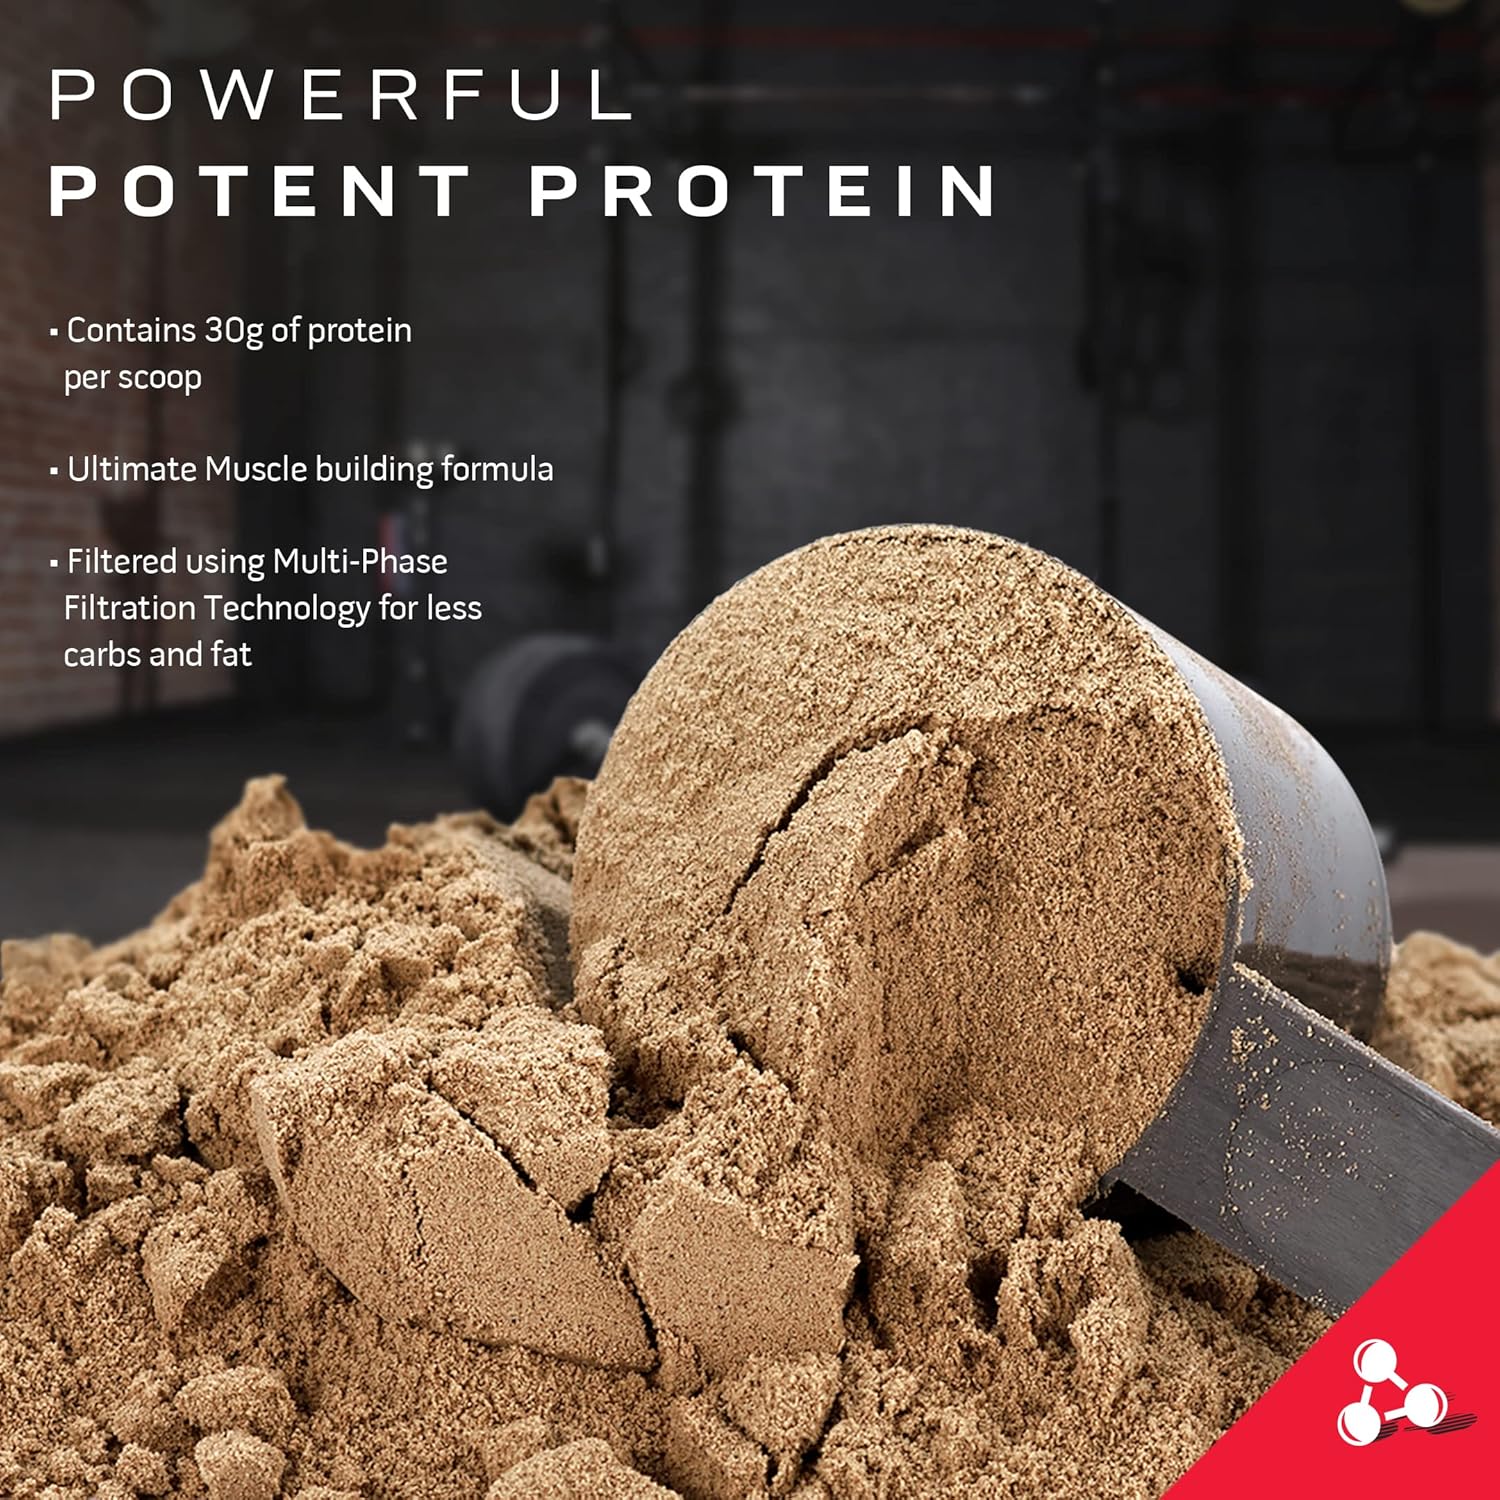 POWERFUL
POTENT PROTEIN
▪ Contains 30g of protein
per scoop
▪ Ultimate Muscle building formula
▪ Filtered using Multi-Phase
Filtration Technology for less
carbs and fat